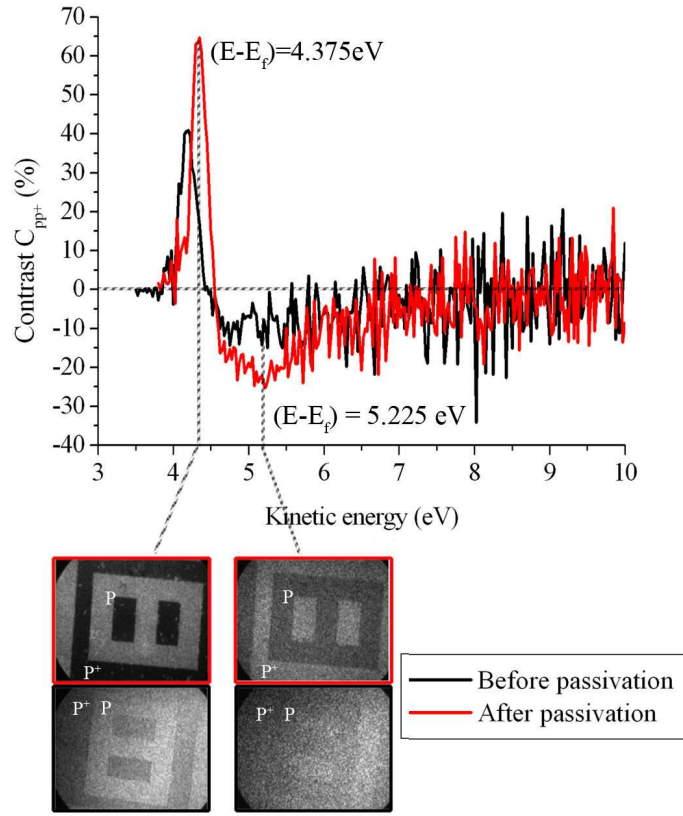 70
60
50
40
30
20
10
0
-10
-20
-30
-40
Contrast C_pp+ (%)
(E-E_f)=4.375eV
(E-E_f) = 5.225 eV
3 4 5 6 7 8 9 10
Kinetic energy (eV)
P
P
P⁺
P⁺
P⁺ P
P⁺ P
Before passivation
After passivation